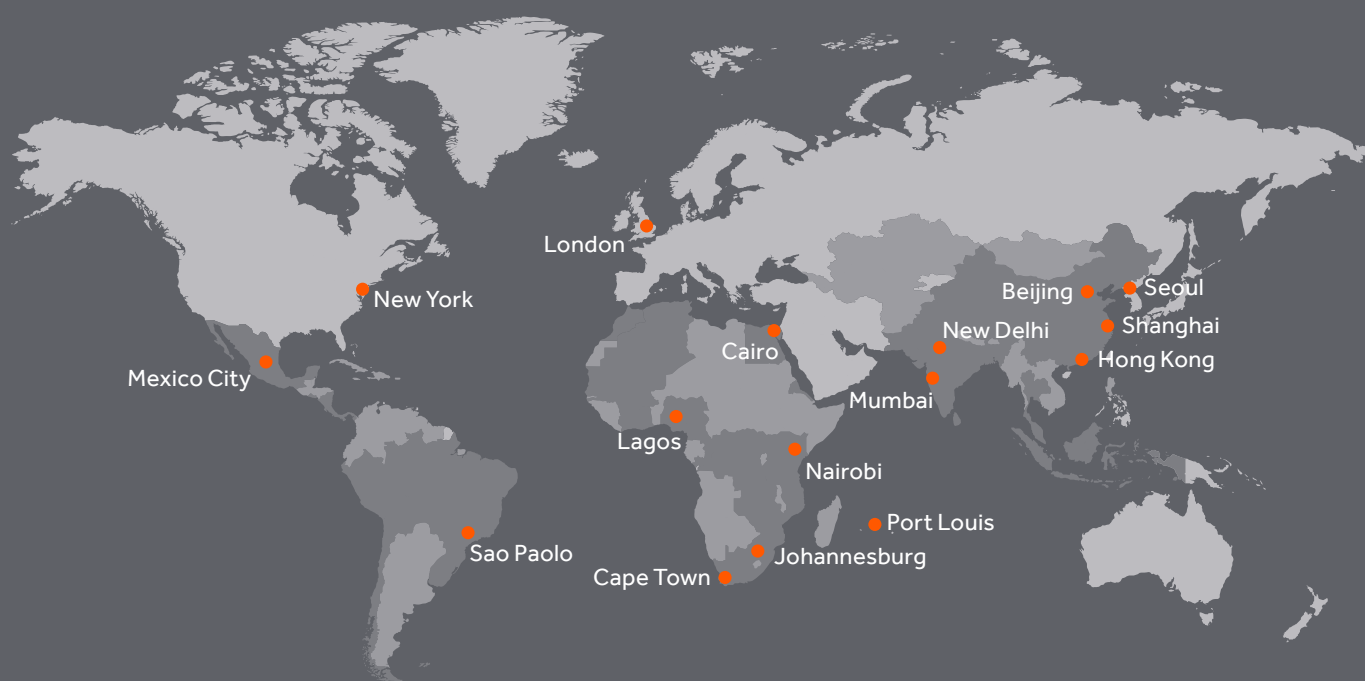 London
New York
Beijing
Seoul
Shanghai
New Delhi
Cairo
Hong Kong
Mexico City
Mumbai
Lagos
Nairobi
Port Louis
Sao Paolo
Johannesburg
Cape Town